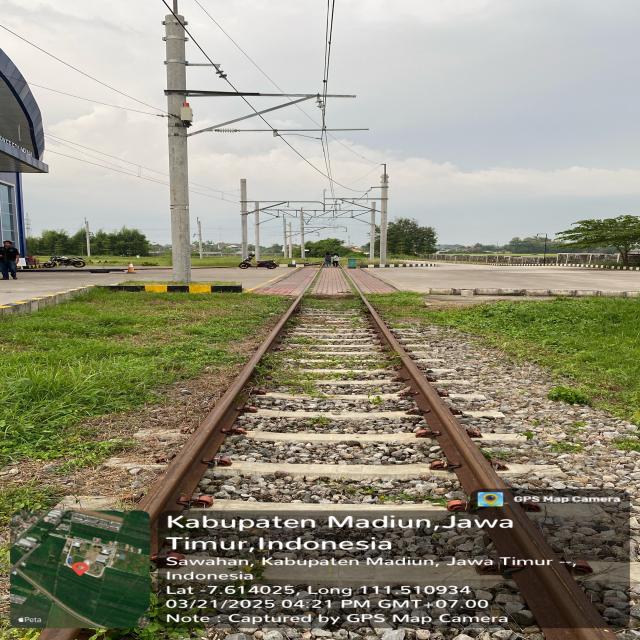 GPS Map Camera
Kabupaten Madiun,Jawa
Timur,Indonesia
Sawahan, Kabupaten Madiun, Jawa Timur --,
Indonesia
Lat -7.614025, Long 111.510934
03/21/2025 04:21 PM GMT+07.00
Note : Captured by GPS Map Camera
Peta